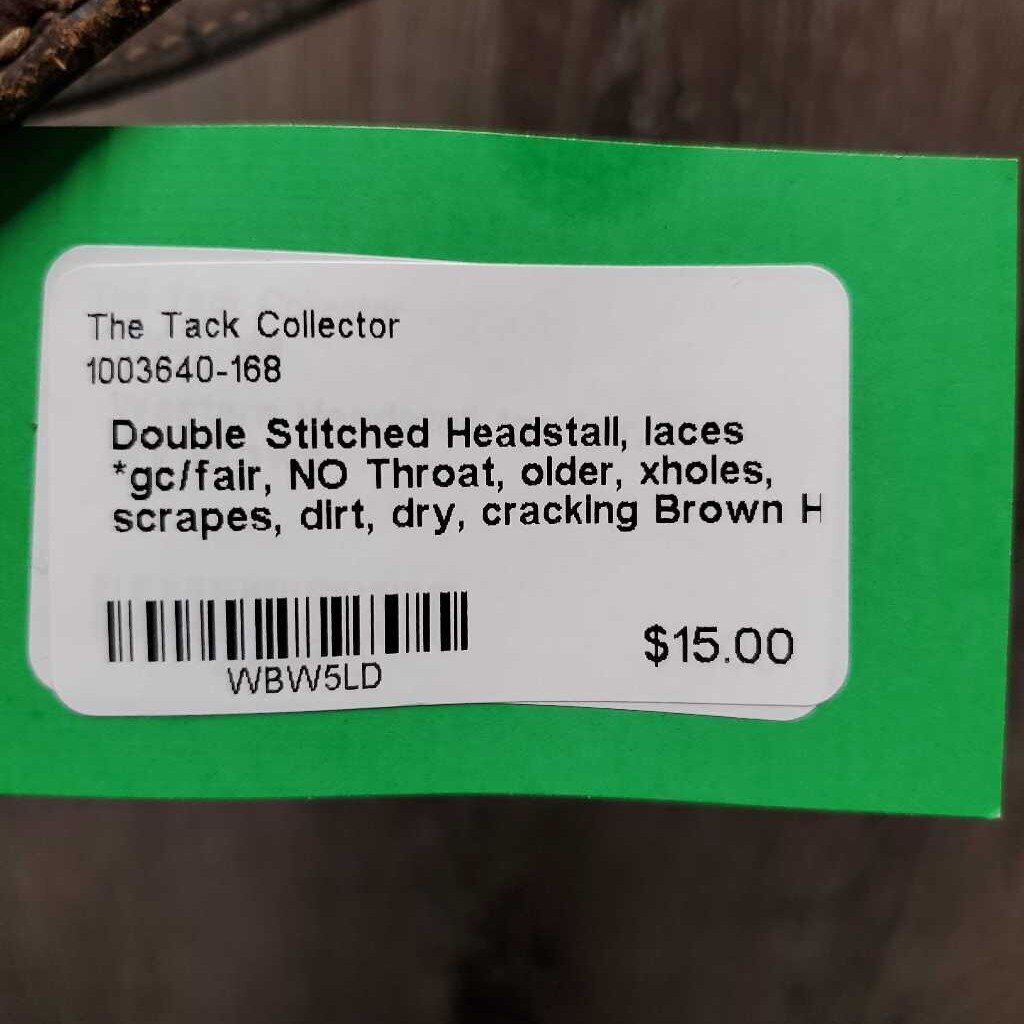 The Tack Collector
1003640-168
Double Stitched Headstall, laces
*gc/fair, NO Throat, older, xholes,
scrapes, dirt, dry, cracking Brown H
WBW5LD
$15.00